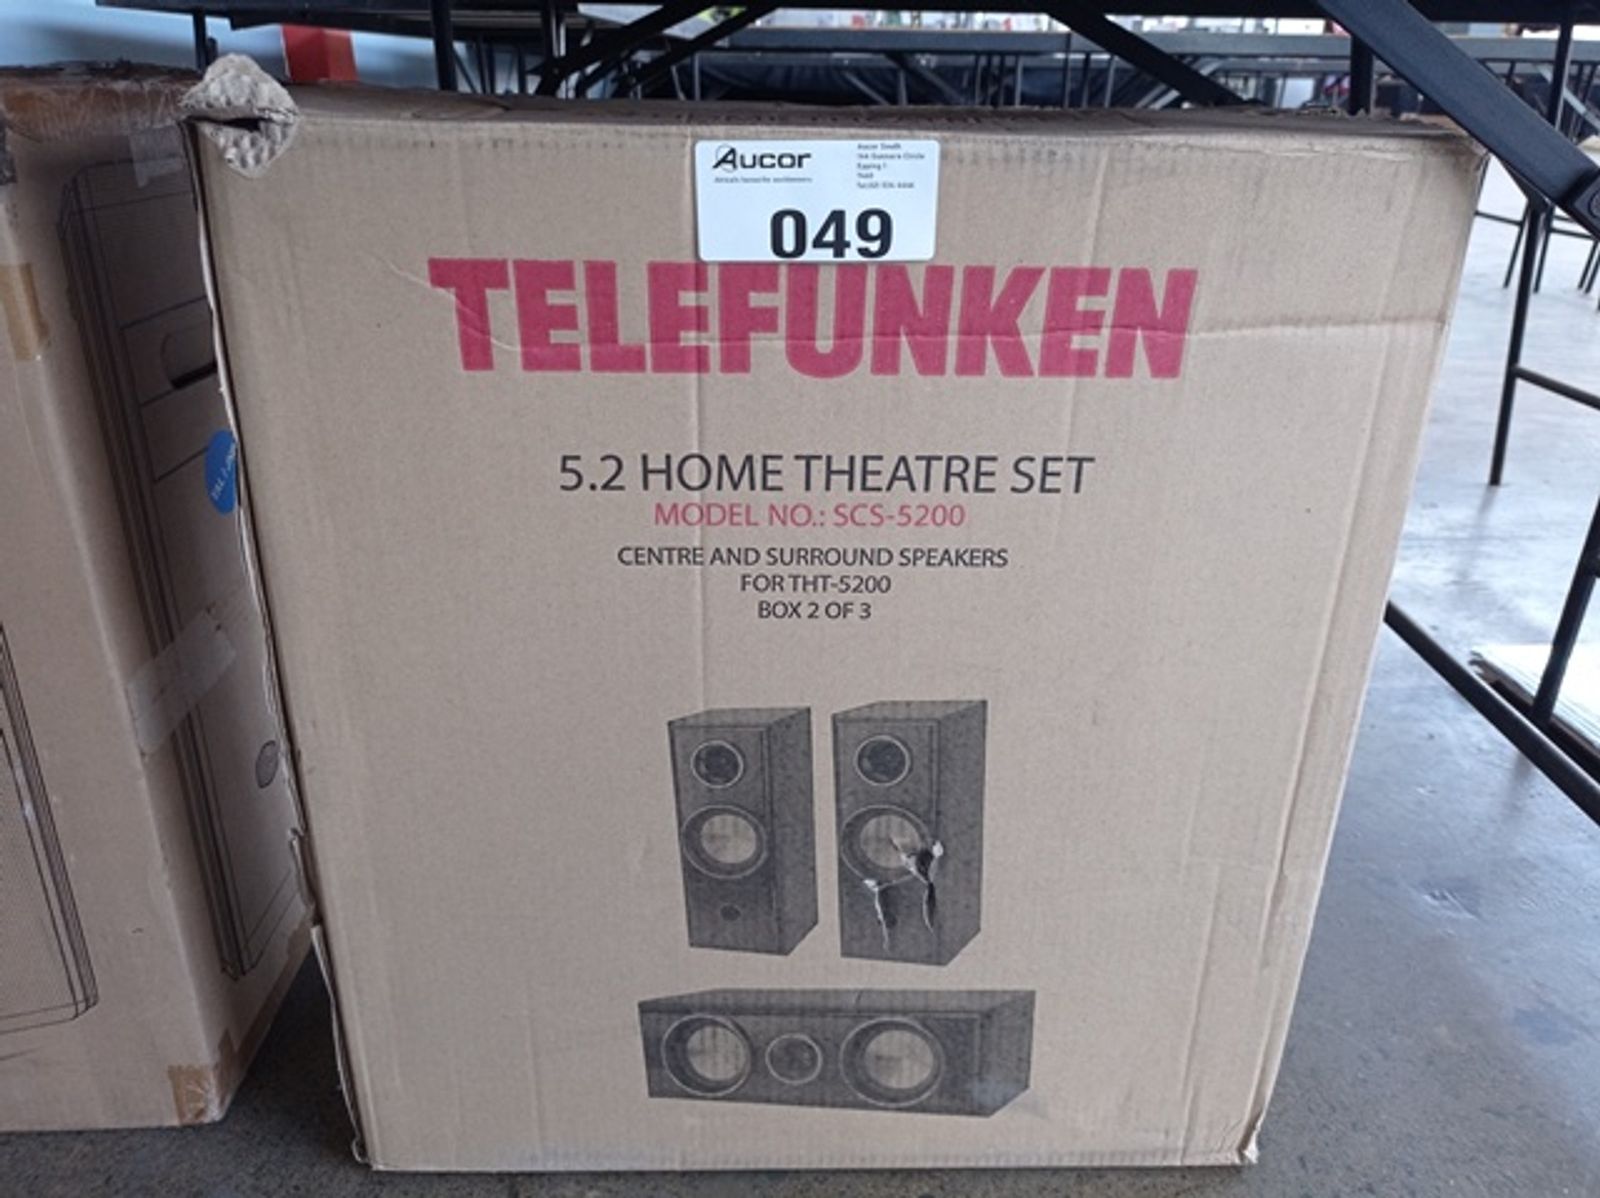 AUCOR
049
TELEFUNKEN
5.2 HOME THEATRE SET
MODEL NO.: SCS-5200
CENTRE AND SURROUND SPEAKERS
FOR THT-5200
BOX 2 OF 3